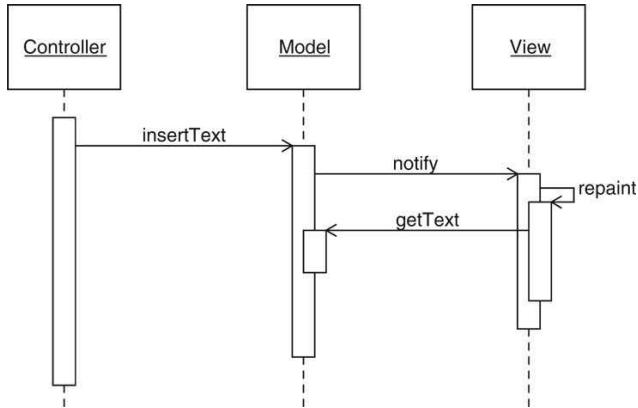 Controller
Model
View
insertText
notify
repaint
getText